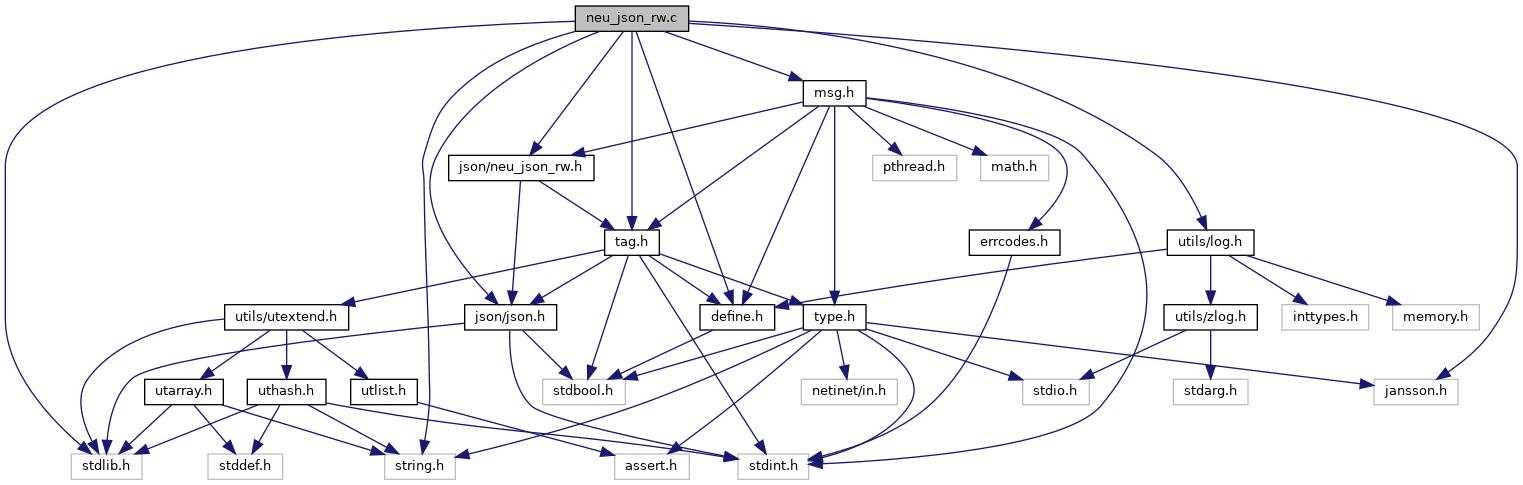 neu_json_rw.c
msg.h
json/neu_json_rw.h
pthread.h
math.h
tag.h
errcodes.h
utils/log.h
utils/utextend.h
json/json.h
define.h
type.h
utils/zlog.h
inttypes.h
memory.h
utarray.h
uthash.h
utlist.h
stdbool.h
netinet/in.h
stdio.h
stdarg.h
jansson.h
stdlib.h
stddef.h
string.h
assert.h
stdint.h